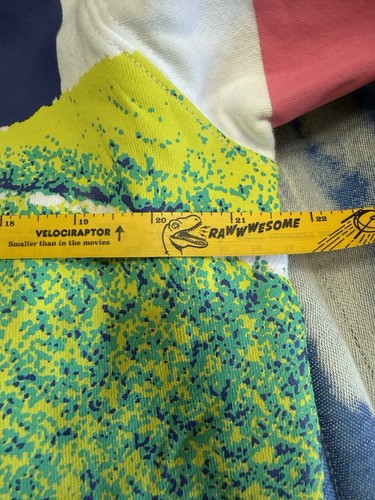 18 19 20 21 22
VELOCIRAPTOR
Smaller than in the movies
RAWWWESOME